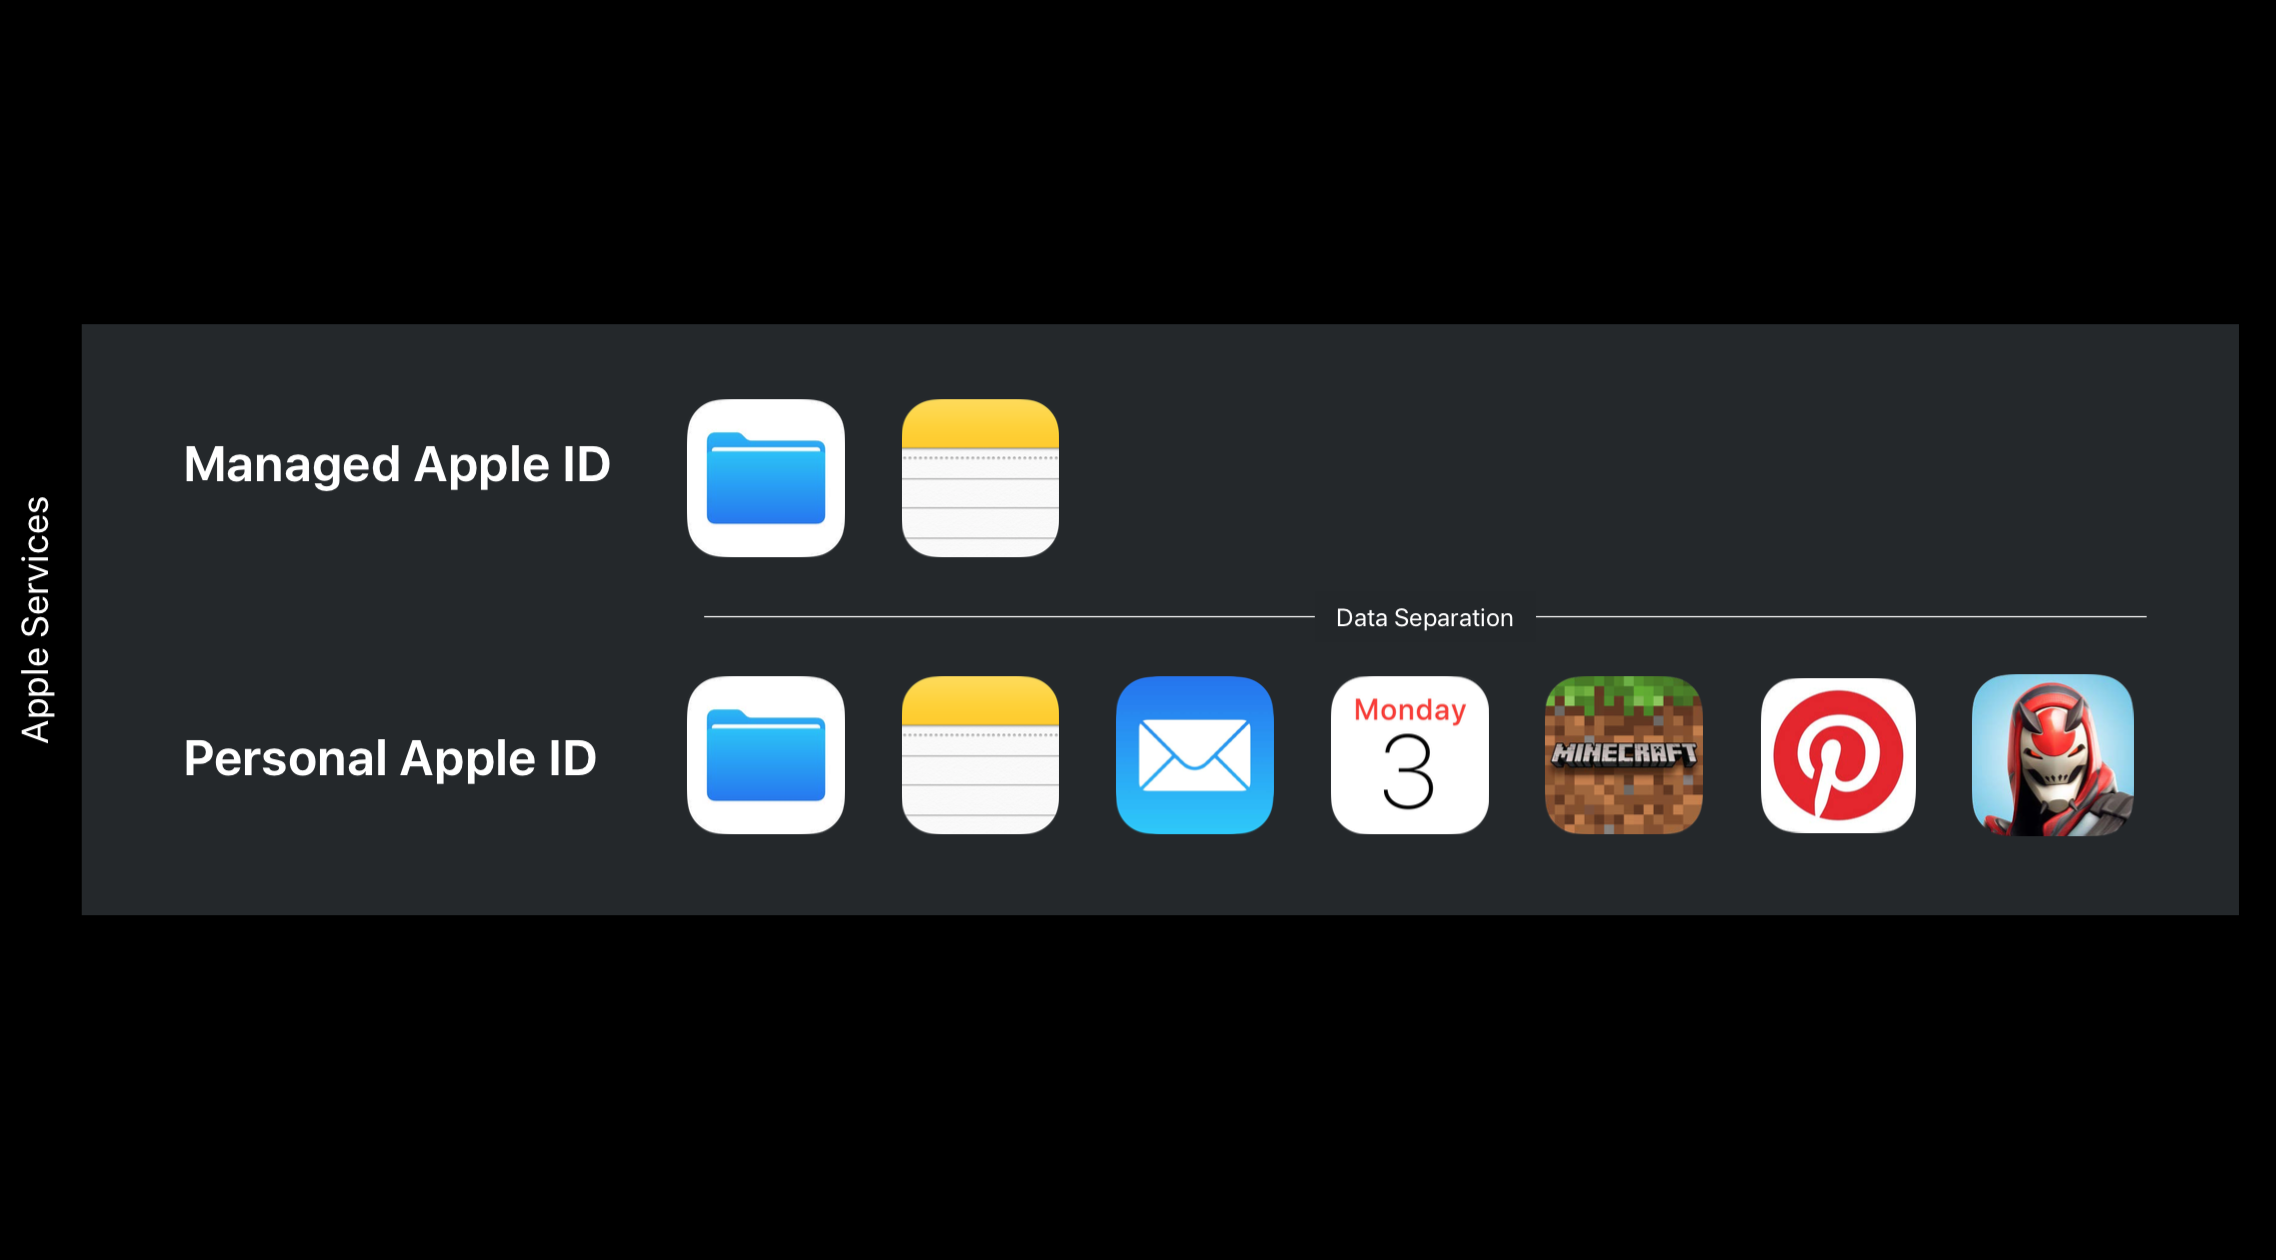 Apple Services
Managed Apple ID
Data Separation
Personal Apple ID
Monday
3
MINECRAFT